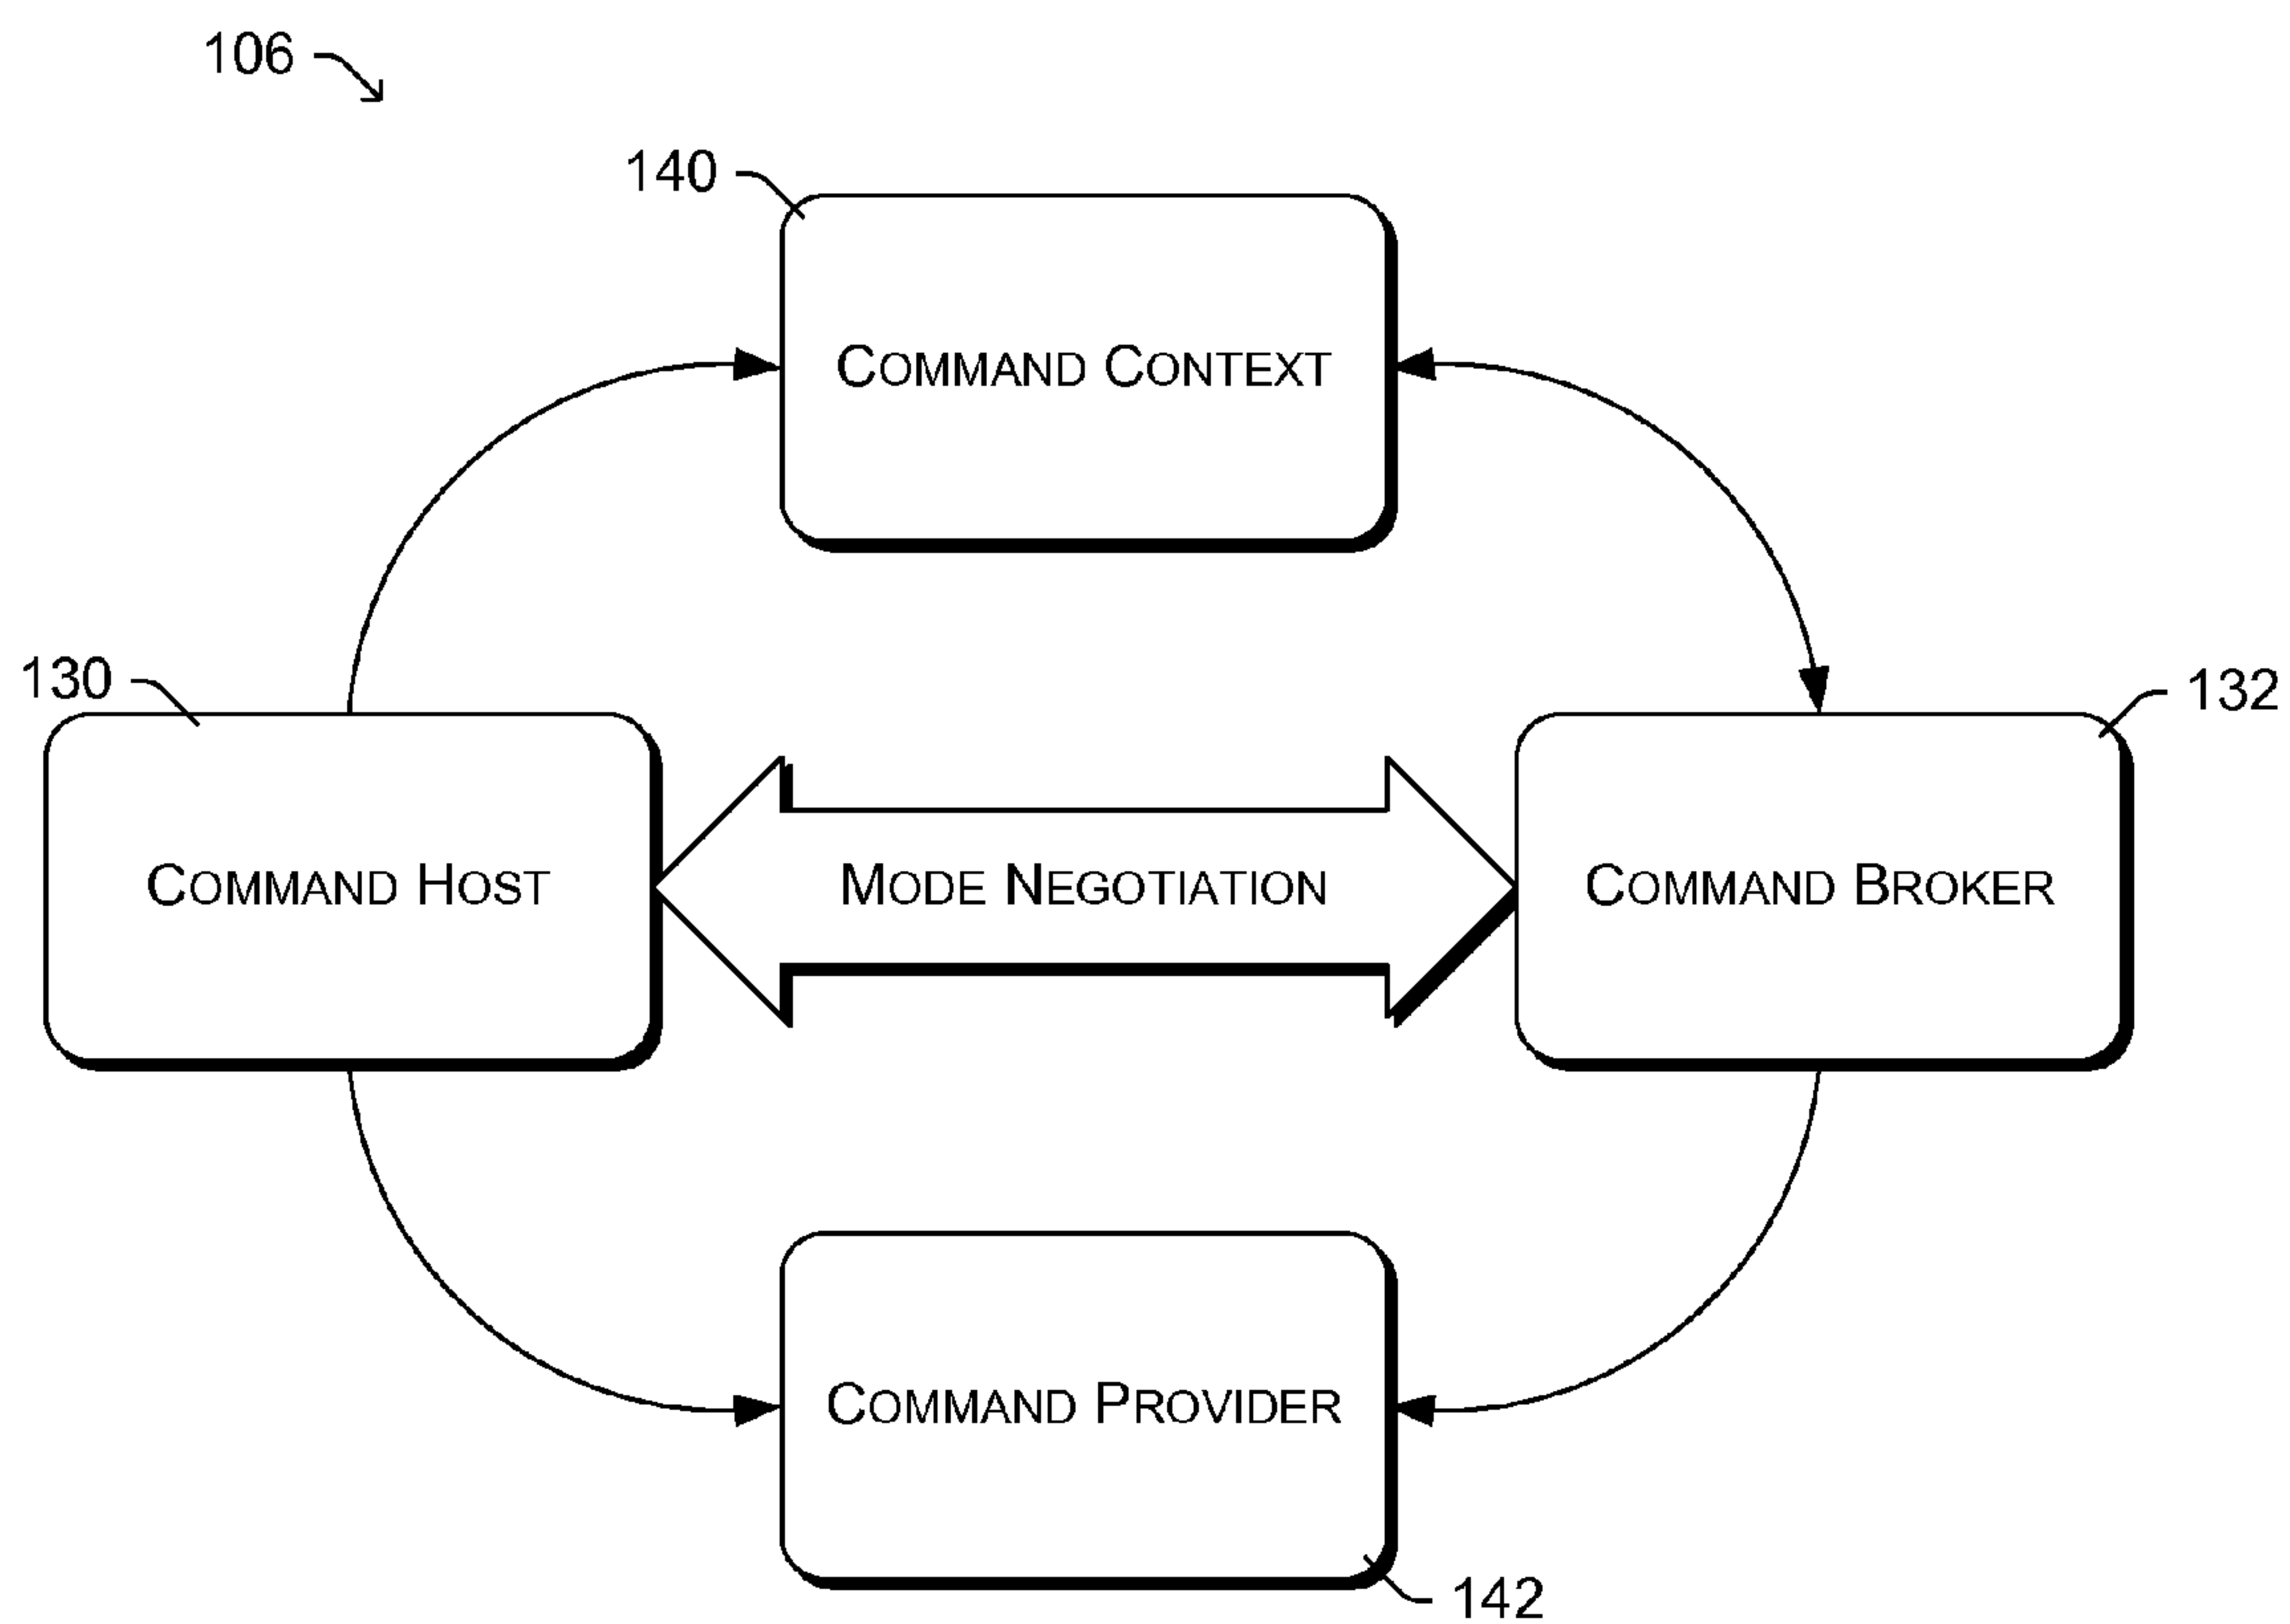 106
140
COMMAND CONTEXT
130
132
COMMAND HOST
MODE NEGOTIATION
COMMAND BROKER
COMMAND PROVIDER
142